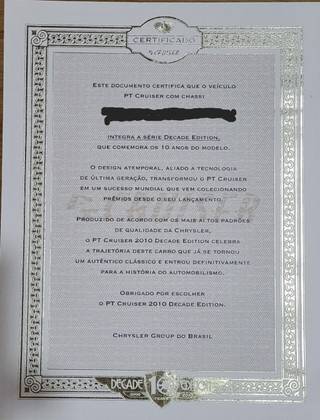 CERTIFICADO
PT CRUISER
ESTE DOCUMENTO CERTIFICA QUE O VEÍCULO
PT CRUISER COM CHASSI
INTEGRA A SÉRIE DECADE EDITION,
QUE COMEMORA OS 10 ANOS DO MODELO.
O DESIGN ATEMPORAL, ALIADO A TECNOLOGIA
DE ÚLTIMA GERAÇÃO, TRANSFORMOU O PT CRUISER
EM UM SUCESSO MUNDIAL QUE VEM COLECIONANDO
PRÊMIOS DESDE O SEU LANÇAMENTO.
PRODUZIDO DE ACORDO COM OS MAIS ALTOS PADRÕES
DE QUALIDADE DA CHRYSLER,
O PT CRUISER 2010 DECADE EDITION CELEBRA
A TRAJETÓRIA DESTE CARRO QUE JÁ SE TORNOU
UM AUTÊNTICO CLÁSSICO E ENTROU DEFINITIVAMENTE
PARA A HISTÓRIA DO AUTOMOBILISMO.
OBRIGADO POR ESCOLHER
O PT CRUISER 2010 DECADE EDITION.
CHRYSLER GROUP DO BRASIL
DECADE 10 EDITION